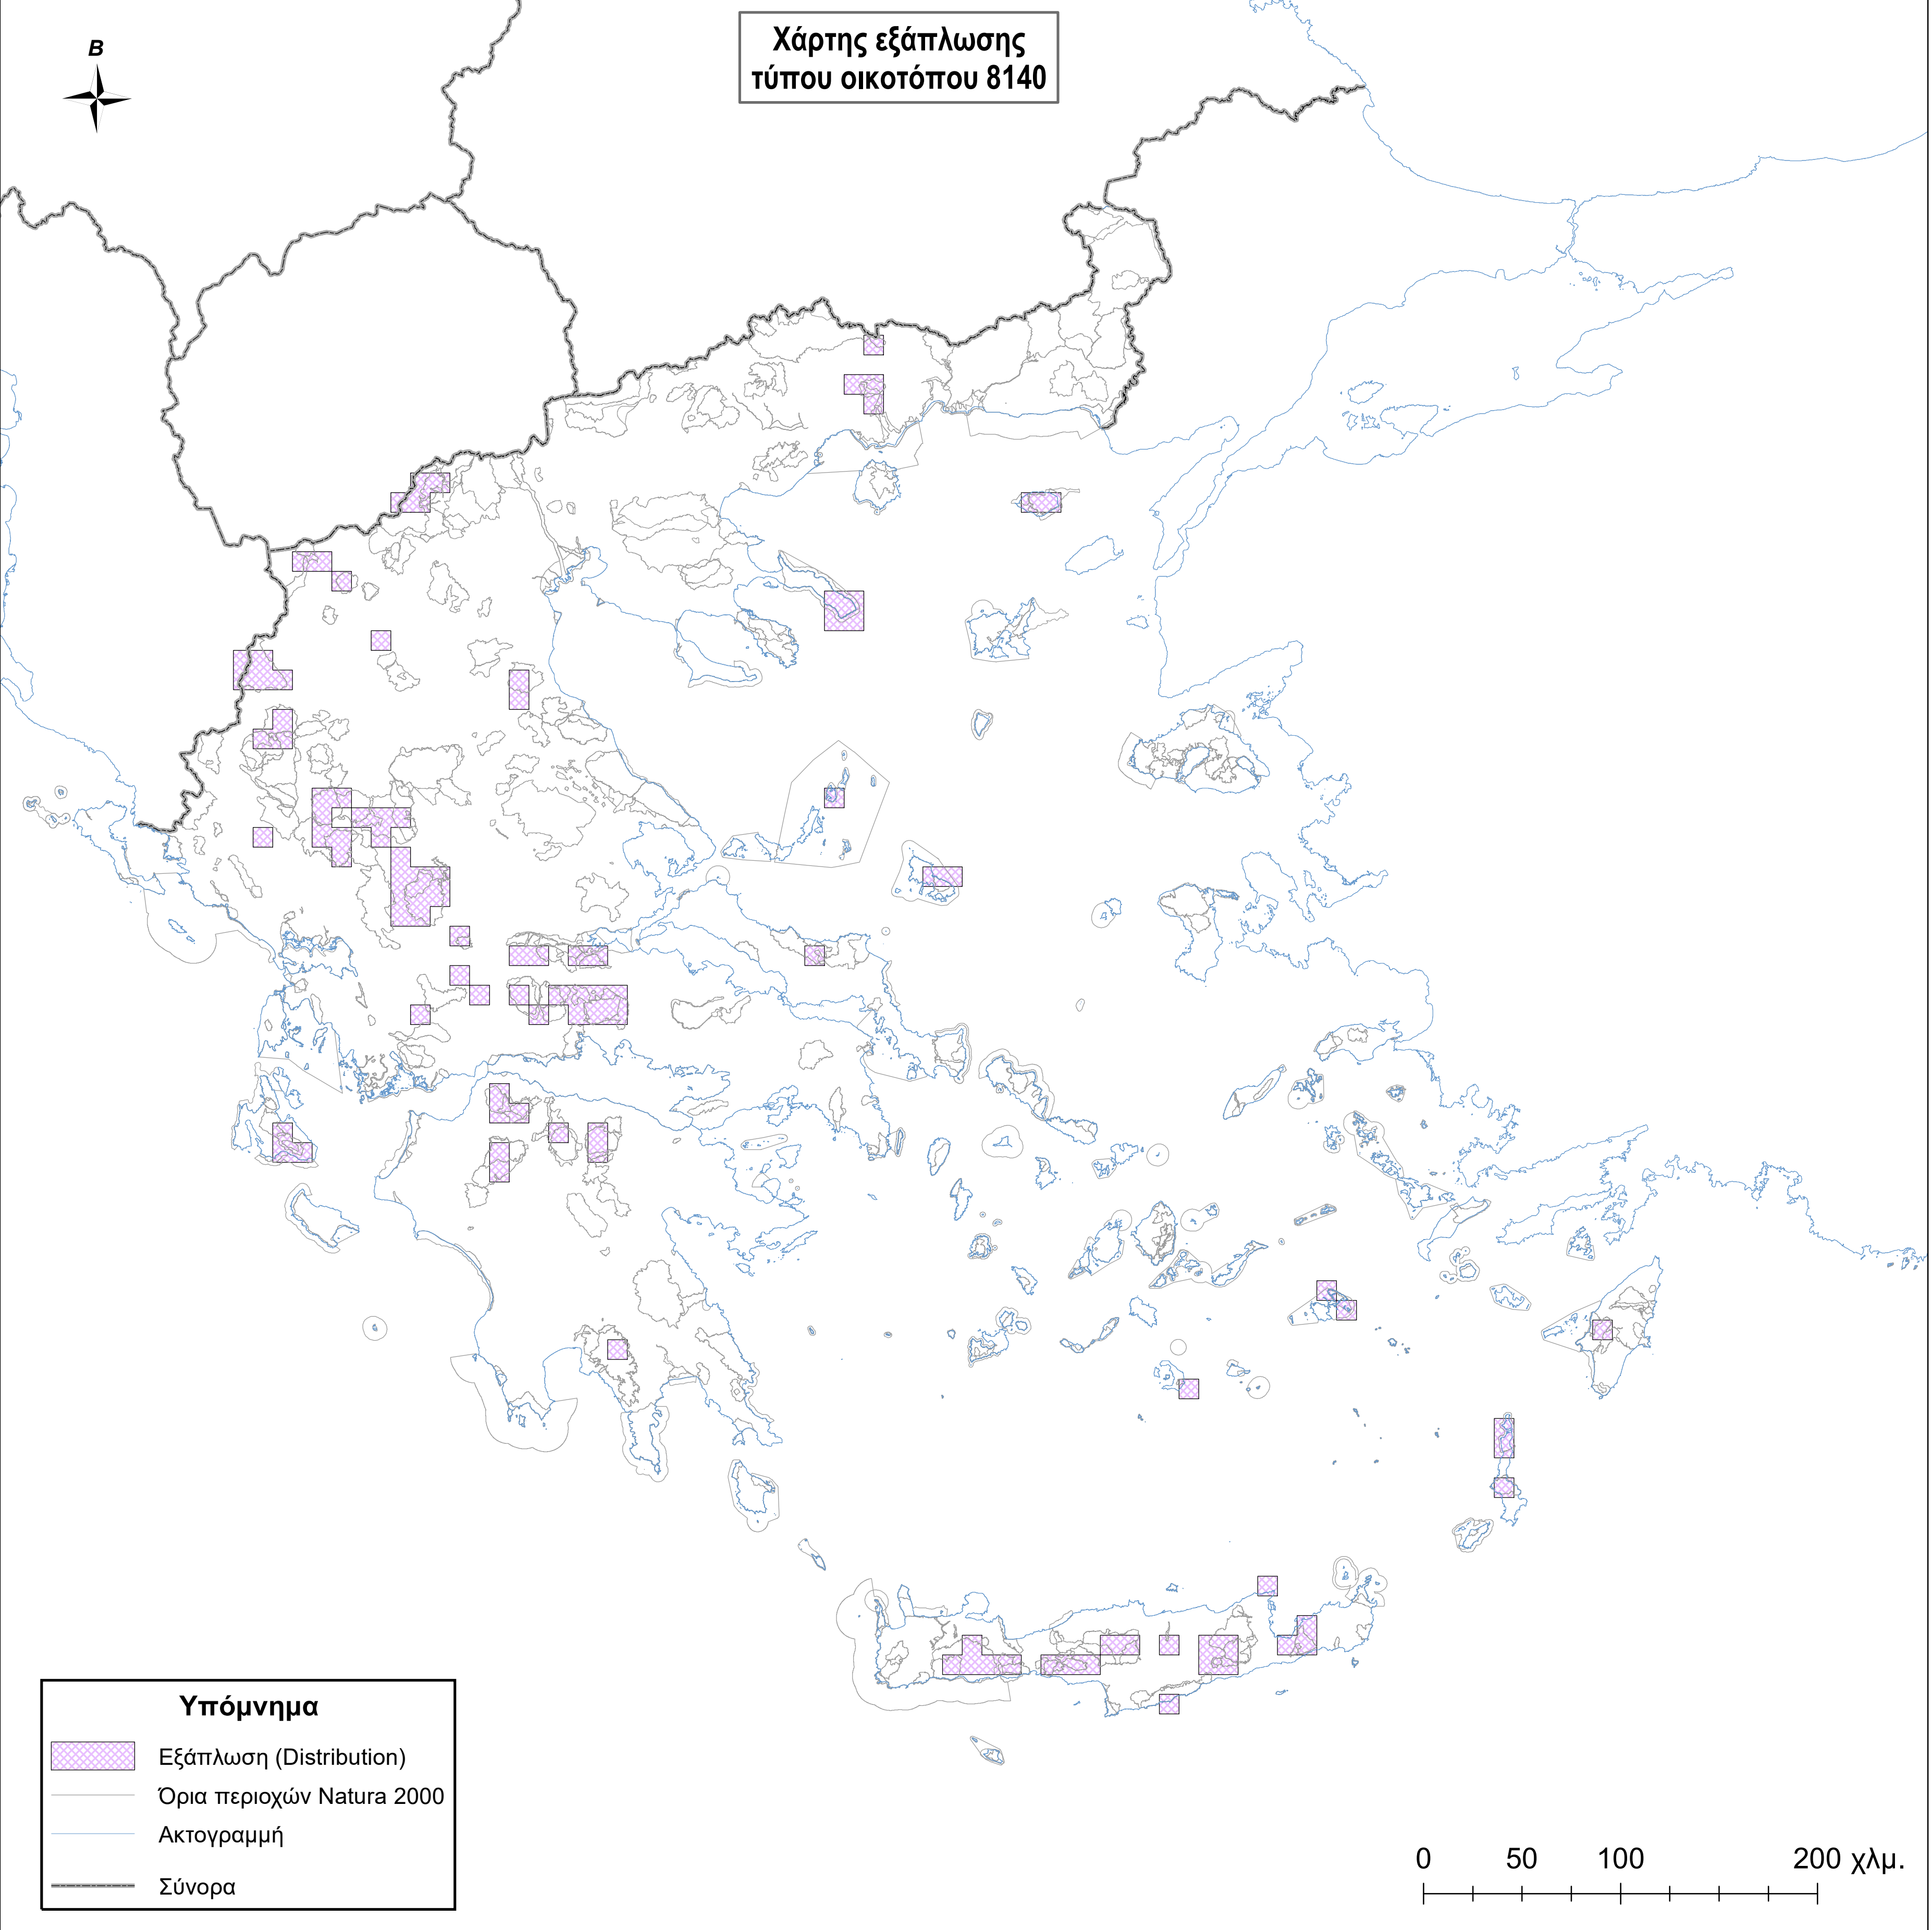 Χάρτης εξάπλωσης
τύπου οικοτόπου 8140
Β
Υπόμνημα
Εξάπλωση (Distribution)
Όρια περιοχών Natura 2000
Ακτογραμμή
Σύνορα
0 50 100 200 χλμ.